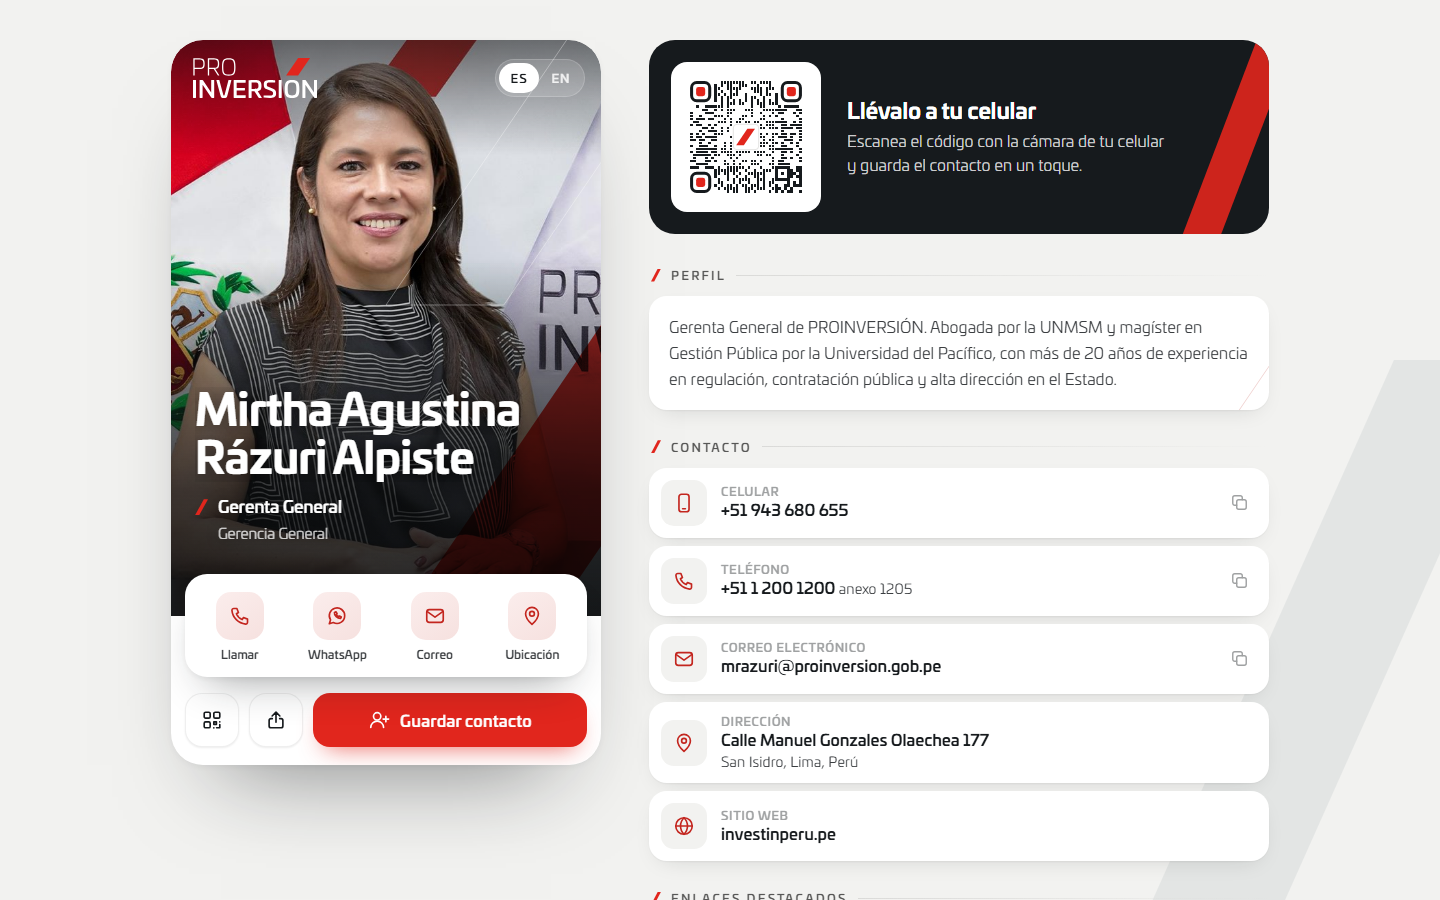 PRO
INVERSIÓN
ES
EN
PR
IN
Mirtha Agustina
Rázuri Alpiste
Gerenta General
Gerencia General
Llamar
WhatsApp
Correo
Ubicación
Guardar contacto
Llévalo a tu celular
Escanea el código con la cámara de tu celular
y guarda el contacto en un toque.
PERFIL
Gerenta General de PROINVERSIÓN. Abogada por la UNMSM y magíster en
Gestión Pública por la Universidad del Pacífico, con más de 20 años de experiencia
en regulación, contratación pública y alta dirección en el Estado.
CONTACTO
CELULAR
+51 943 680 655
TELÉFONO
+51 1 200 1200 anexo 1205
CORREO ELECTRÓNICO
mrazuri@proinversion.gob.pe
DIRECCIÓN
Calle Manuel Gonzales Olaechea 177
San Isidro, Lima, Perú
SITIO WEB
investinperu.pe
ENLACES DESTACADOS